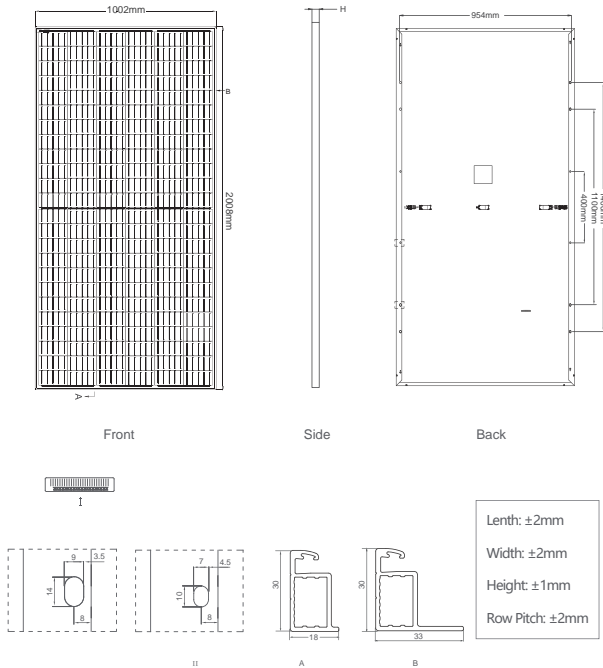 1002mm
H
954mm
B
2008mm
400mm
1100mm
A
Front
Side
Back
I
9
3.5
14
8
7
4.5
10
8
30
18
30
33
Lenth: ±2mm
Width: ±2mm
Height: ±1mm
Row Pitch: ±2mm
II
A
B